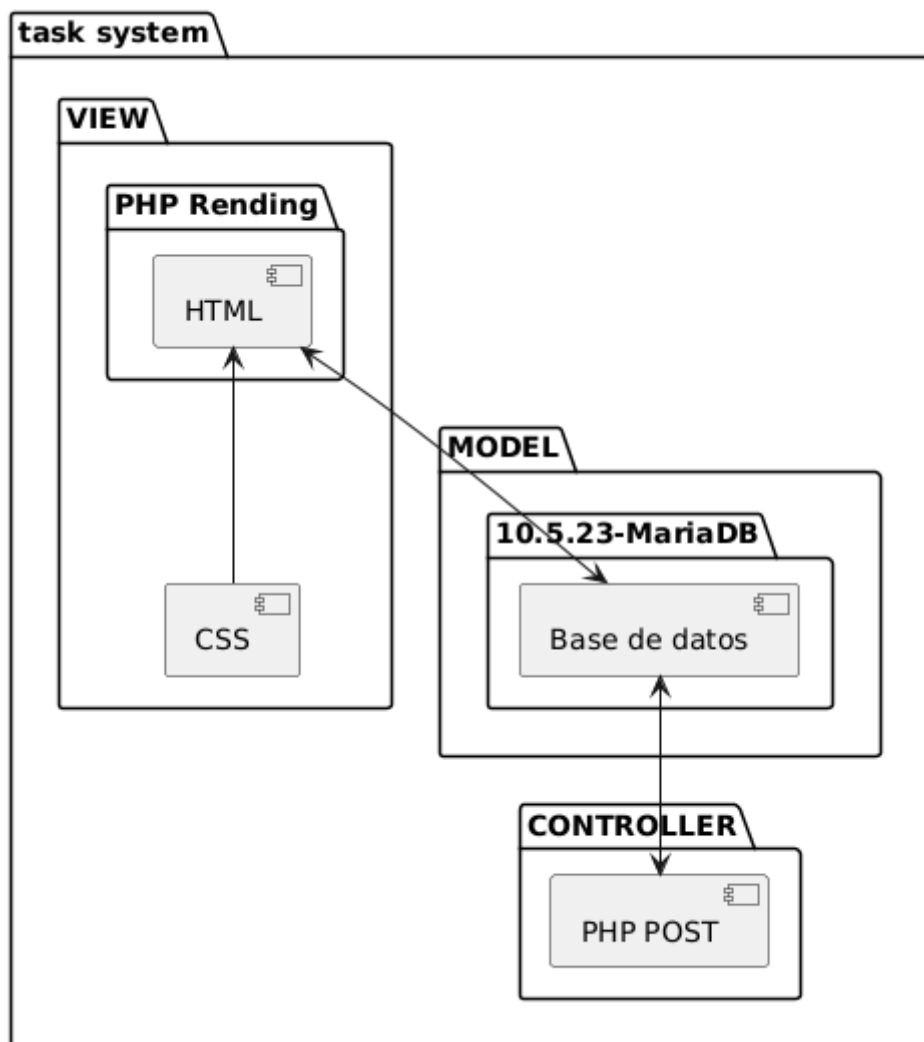 task system
VIEW
PHP Rending
HTML
CSS
MODEL
10.5.23-MariaDB
Base de datos
CONTROLLER
PHP POST